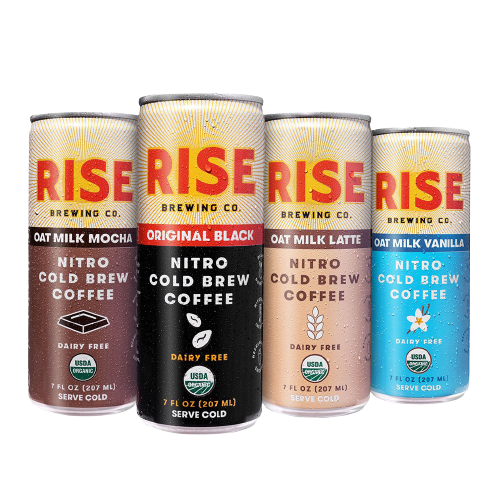 RISE
BREWING CO.
OAT MILK MOCHA
NITRO
COLD BREW
COFFEE
DAIRY FREE
USDA
ORGANIC
7 FL OZ (207 ML)
SERVE COLD
RISE
BREWING CO.
ORIGINAL BLACK
NITRO
COLD BREW
COFFEE
DAIRY FREE
USDA
ORGANIC
7 FL OZ (207 ML)
SERVE COLD
RISE
BREWING CO.
OAT MILK LATTE
NITRO
COLD BREW
COFFEE
DAIRY FREE
USDA
ORGANIC
7 FL OZ (207 ML)
SERVE COLD
RISE
BREWING CO.
OAT MILK VANILLA
NITRO
COLD BREW
COFFEE
DAIRY FREE
USDA
ORGANIC
7 FL OZ (207 ML)
SERVE COLD